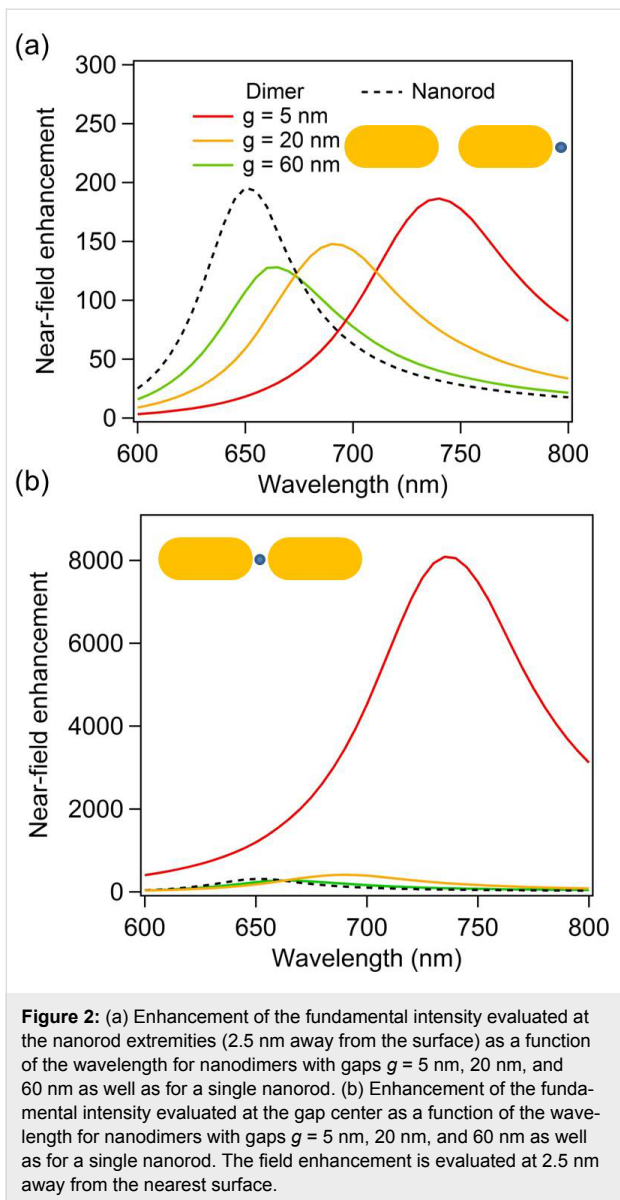 (a)
300
250
200
150
100
50
0
Near-field enhancement
Dimer
g = 5 nm
g = 20 nm
g = 60 nm
Nanorod
600 650 700 750 800
Wavelength (nm)
(b)
8000
6000
4000
2000
0
Near-field enhancement
600 650 700 750 800
Wavelength (nm)
Figure 2: (a) Enhancement of the fundamental intensity evaluated at
the nanorod extremities (2.5 nm away from the surface) as a function
of the wavelength for nanodimers with gaps g = 5 nm, 20 nm, and
60 nm as well as for a single nanorod. (b) Enhancement of the funda-
mental intensity evaluated at the gap center as a function of the wave-
length for nanodimers with gaps g = 5 nm, 20 nm, and 60 nm as well
as for a single nanorod. The field enhancement is evaluated at 2.5 nm
away from the nearest surface.